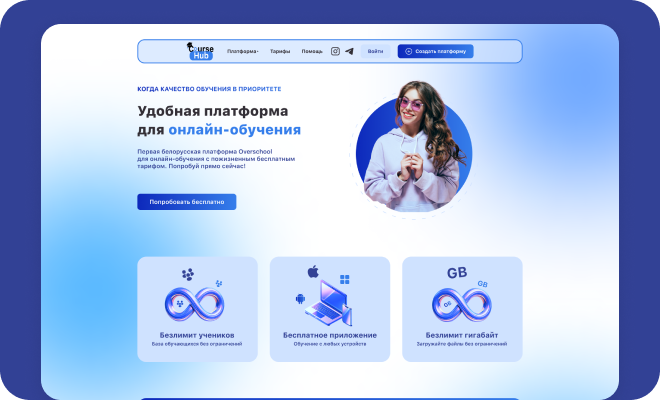 Course
Hub
Платформа
Тарифы
Помощь
Войти
Создать платформу
КОГДА КАЧЕСТВО ОБУЧЕНИЯ В ПРИОРИТЕТЕ
Удобная платформа
для онлайн-обучения
Первая белорусская платформа Overschool
для онлайн-обучения с пожизненным бесплатным
тарифом. Попробуй прямо сейчас!
Попробовать бесплатно
GB
GB
GB
Безлимит учеников
База обучающихся без ограничений
Бесплатное приложение
Обучение с любых устройств
Безлимит гигабайт
Загружайте файлы без ограничений